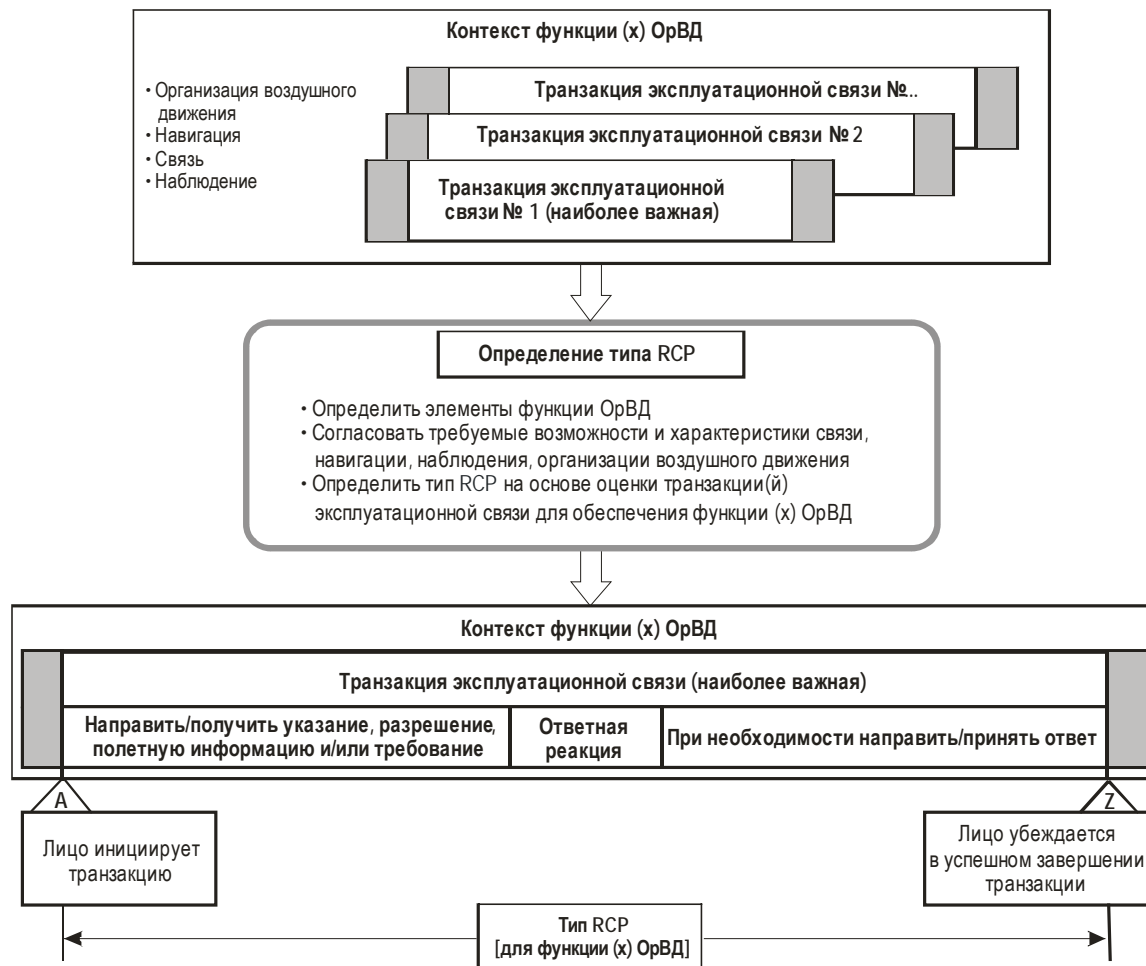 Контекст функции (х) ОрВД
• Организация воздушного
движения
• Навигация
• Связь
• Наблюдение
Транзакция эксплуатационной связи №...
Транзакция эксплуатационной связи № 2
Транзакция эксплуатационной
связи № 1 (наиболее важная)
Определение типа RCP
• Определить элементы функции ОрВД
• Согласовать требуемые возможности и характеристики связи,
навигации, наблюдения, организации воздушного движения
• Определить тип RCP на основе оценки транзакции(й)
эксплуатационной связи для обеспечения функции (х) ОрВД
Контекст функции (х) ОрВД
Транзакция эксплуатационной связи (наиболее важная)
Направить/получить указание, разрешение,
полетную информацию и/или требование
Ответная
реакция
При необходимости направить/принять ответ
A
Z
Лицо инициирует
транзакцию
Лицо убеждается
в успешном завершении
транзакции
Тип RCP
[для функции (х) ОрВД]